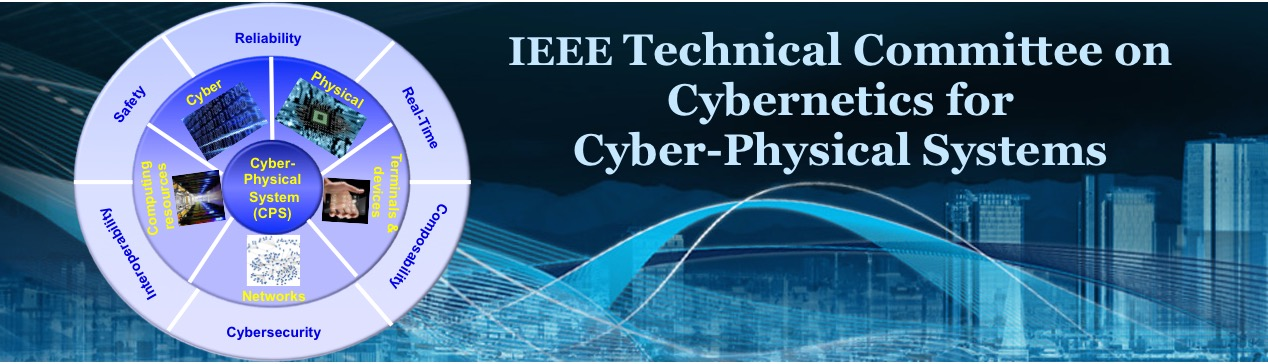 IEEE Technical Committee on
Cybernetics for
Cyber-Physical Systems
Reliability
Safety
Real-Time
Cyber
Physical
Computing
resources
Cyber-
Physical
System
(CPS)
Terminals &
devices
Interoperability
Composability
Networks
Cybersecurity